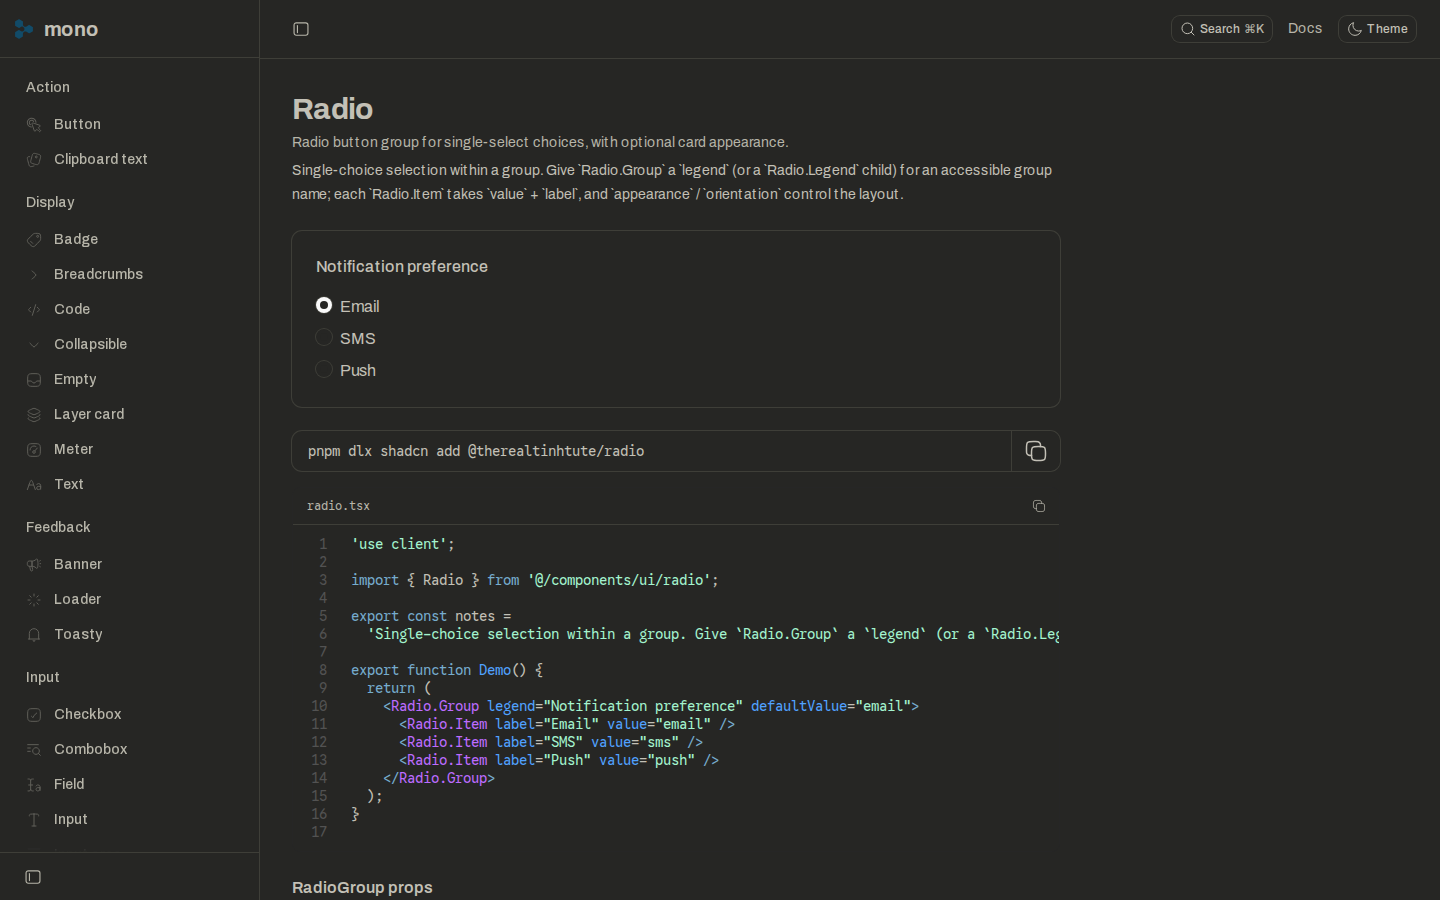 mono
Search ⌘K
Docs
Theme
Action
Button
Clipboard text
Display
Badge
Breadcrumbs
Code
Collapsible
Empty
Layer card
Meter
Text
Feedback
Banner
Loader
Toasty
Input
Checkbox
Combobox
Field
Input
Radio
Radio button group for single-select choices, with optional card appearance.
Single-choice selection within a group. Give `Radio.Group` a `legend` (or a `Radio.Legend` child) for an accessible group
name; each `Radio.Item` takes `value` + `label`, and `appearance` / `orientation` control the layout.
Notification preference
Email
SMS
Push
pnpm dlx shadcn add @therealtinhtute/radio
radio.tsx
1 'use client';
2
3 import { Radio } from '@/components/ui/radio';
4
5 export const notes =
6 'Single-choice selection within a group. Give `Radio.Group` a `legend` (or a `Radio.Leg
7
8 export function Demo() {
9 return (
10 <Radio.Group legend="Notification preference" defaultValue="email">
11 <Radio.Item label="Email" value="email" />
12 <Radio.Item label="SMS" value="sms" />
13 <Radio.Item label="Push" value="push" />
14 </Radio.Group>
15 );
16 }
17
RadioGroup props